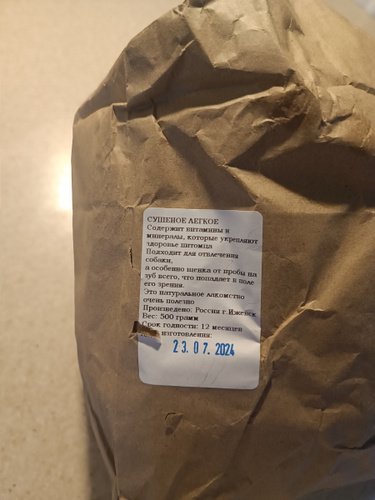 СУШЕНОЕ ЛЕГКОЕ
Содержит витамины и
минералы, которые укрепляют
здоровье питомца
Подходит для отвлечения
собаки,
а особенно щенка от пробы на
зуб всего, что попадает в поле
его зрения.
Это натуральное лакомство
очень полезно
Произведено: Россия г.Ижевск
Вес: 500 грамм
Срок годности: 12 месяцев
изготовления:
23.07.2024